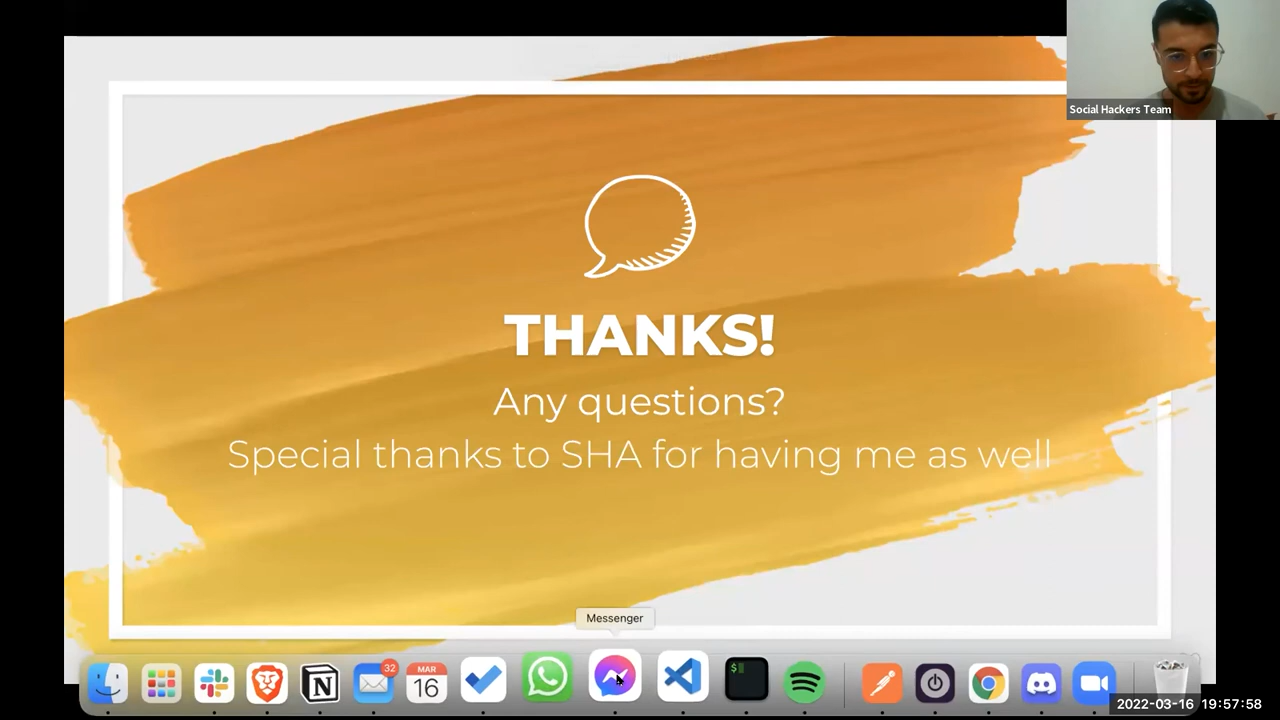 Social Hackers Team
THANKS!
Any questions?
Special thanks to SHA for having me as well
Messenger
32
MAR
16
N
$
2022-03-16 19:57:58